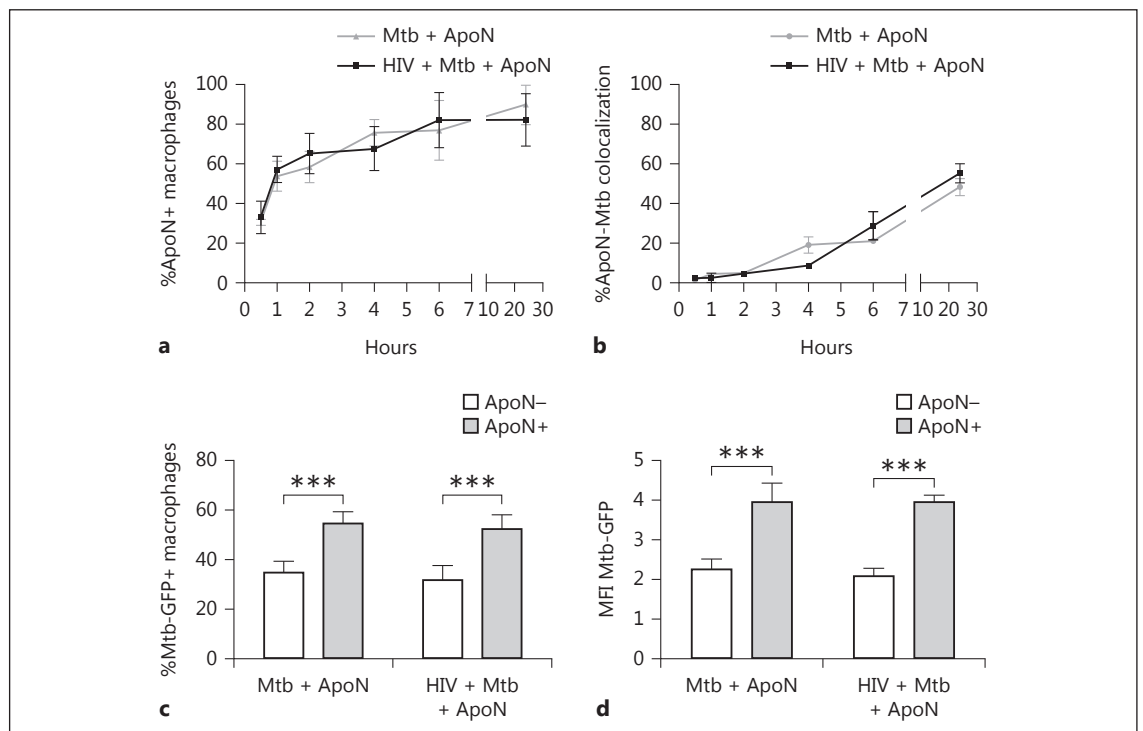 Mtb + ApoN
HIV + Mtb + ApoN
%ApoN+ macrophages
100
80
60
40
20
0
0 1 2 3 4 5 6 7 10 20 30
Hours
a
Mtb + ApoN
HIV + Mtb + ApoN
%ApoN-Mtb colocalization
100
80
60
40
20
0
0 1 2 3 4 5 6 7 10 20 30
Hours
b
ApoN–
ApoN+
%Mtb-GFP+ macrophages
80
60
40
20
0
*** ***
Mtb + ApoN
HIV + Mtb
+ ApoN
c
ApoN–
ApoN+
MFI Mtb-GFP
5
4
3
2
1
0
*** ***
Mtb + ApoN
HIV + Mtb
+ ApoN
d